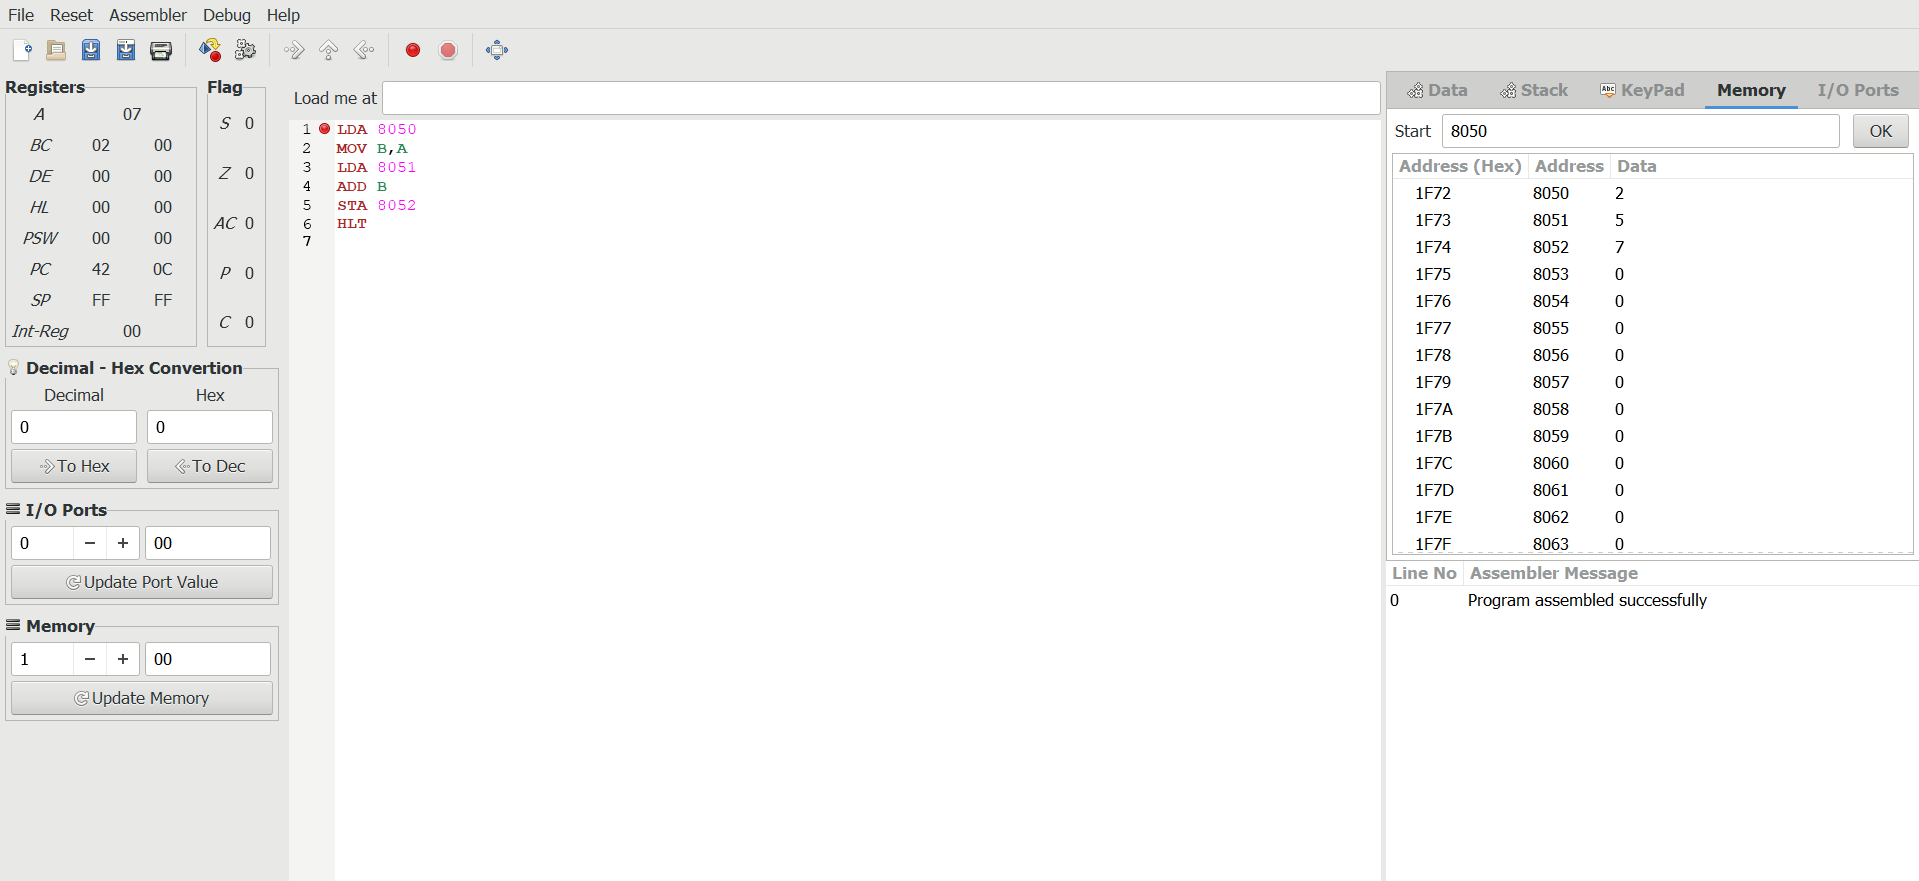 File Reset Assembler Debug Help
Registers
A 07
BC 02 00
DE 00 00
HL 00 00
PSW 00 00
PC 42 0C
SP FF FF
Int-Reg 00
Flag
S 0
Z 0
AC 0
P 0
C 0
Decimal - Hex Convertion
Decimal Hex
0 0
To Hex To Dec
I/O Ports
0 − + 00
Update Port Value
Memory
1 − + 00
Update Memory
Load me at
1 LDA 8050
2 MOV B,A
3 LDA 8051
4 ADD B
5 STA 8052
6 HLT
7
Data Stack Abc KeyPad Memory I/O Ports
Start 8050 OK
Address (Hex) Address Data
1F72 8050 2
1F73 8051 5
1F74 8052 7
1F75 8053 0
1F76 8054 0
1F77 8055 0
1F78 8056 0
1F79 8057 0
1F7A 8058 0
1F7B 8059 0
1F7C 8060 0
1F7D 8061 0
1F7E 8062 0
1F7F 8063 0
Line No Assembler Message
0 Program assembled successfully